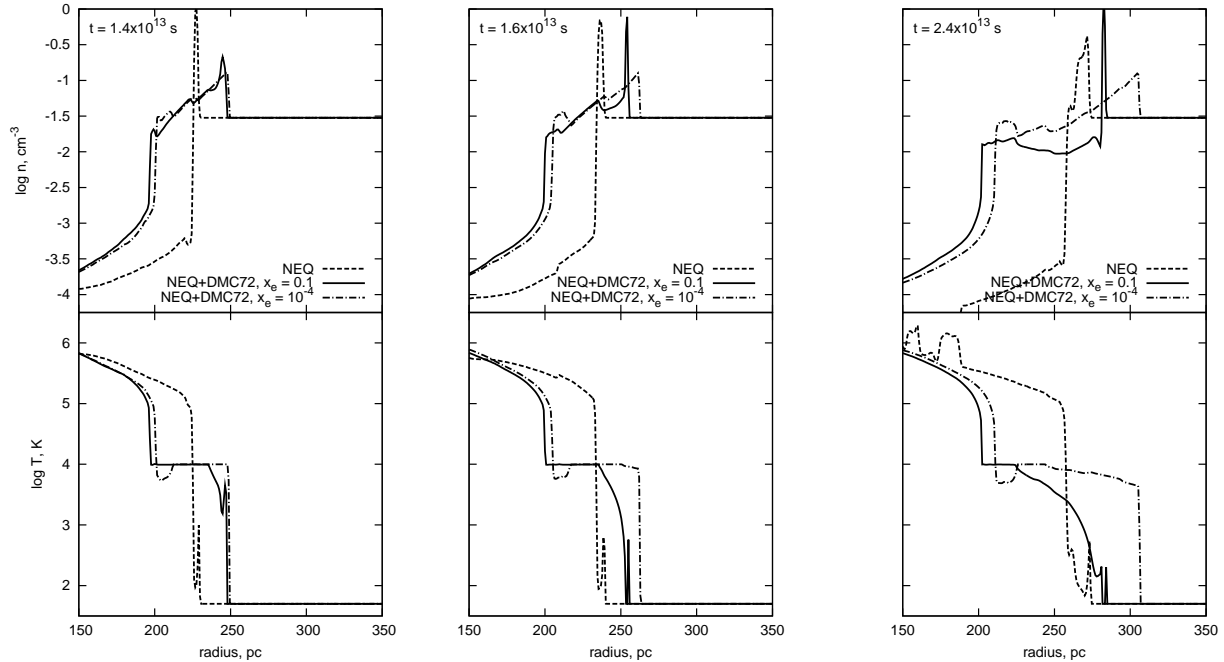 t = 1.4x10^13 s
log n, cm^-3
0
-0.5
-1
-1.5
-2
-2.5
-3
-3.5
-4
NEQ
NEQ+DMC72, x_e = 0.1
NEQ+DMC72, x_e = 10^-4
t = 1.6x10^13 s
NEQ
NEQ+DMC72, x_e = 0.1
NEQ+DMC72, x_e = 10^-4
t = 2.4x10^13 s
NEQ
NEQ+DMC72, x_e = 0.1
NEQ+DMC72, x_e = 10^-4
log T, K
6
5
4
3
2
150 200 250 300 350
radius, pc
150 200 250 300 350
radius, pc
150 200 250 300 350
radius, pc